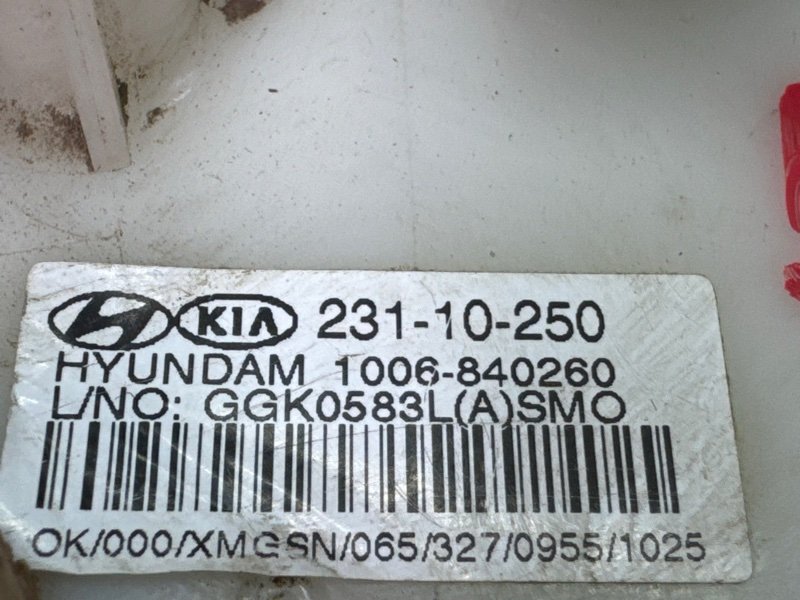 KIA 231-10-250
HYUNDAM 1006-840260
L/NO: GGK0583L(A)SMO
OK/000/XMGSN/065/327/0955/1025